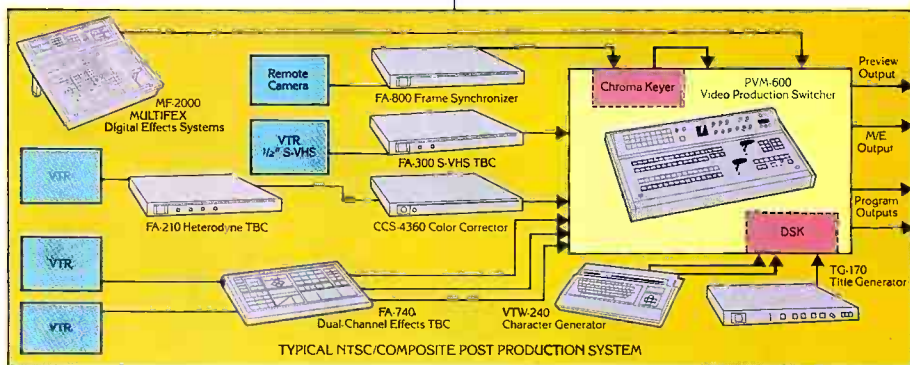 MF-2000
MULTIFEX
Digital Effects Systems
Remote
Camera
FA-800 Frame Synchronizer
Chroma Keyer
PVM-600
Video Production Switcher
Preview
Output
VTR
1/2" S-VHS
FA-300 S-VHS TBC
M/E
Output
VTR
FA-210 Heterodyne TBC
CCS-4360 Color Corrector
Program
Outputs
DSK
VTR
VTR
FA-740
Dual-Channel Effects TBC
VTW-240
Character Generator
TG-170
Title Generator
TYPICAL NTSC/COMPOSITE POST PRODUCTION SYSTEM